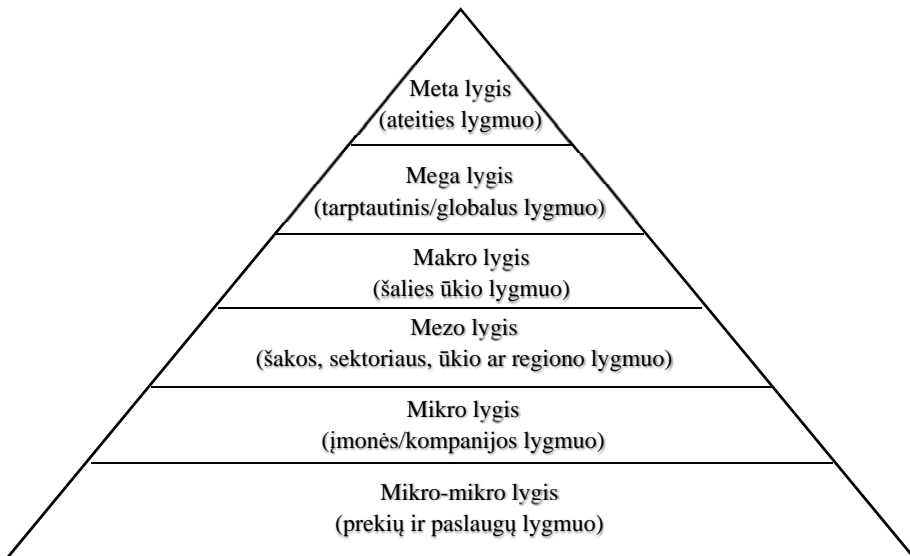 Meta lygis
(ateities lygmuo)
Mega lygis
(tarptautinis/globalus lygmuo)
Makro lygis
(šalies ūkio lygmuo)
Mezo lygis
(šakos, sektoriaus, ūkio ar regiono lygmuo)
Mikro lygis
(įmonės/kompanijos lygmuo)
Mikro-mikro lygis
(prekių ir paslaugų lygmuo)